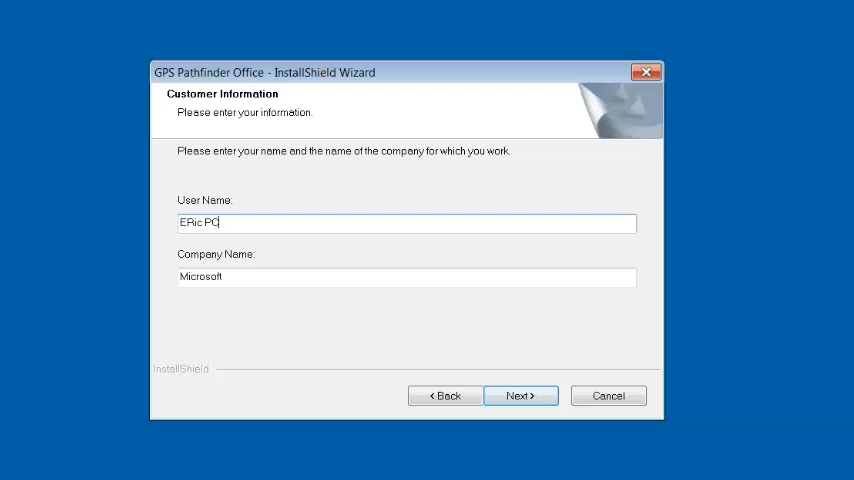 GPS Pathfinder Office - InstallShield Wizard
Customer Information
Please enter your information.
Please enter your name and the name of the company for which you work.
User Name:
ERic PC
Company Name:
Microsoft
InstallShield
< Back Next > Cancel